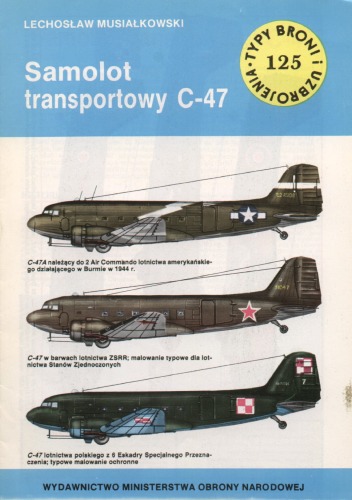 LECHOSŁAW MUSIAŁKOWSKI
Samolot
transportowy C-47
TYPY BRONI i UZBROJENIA
125
C-47A należący do 2 Air Commando lotnictwa amerykańskie-
go działającego w Burmie w 1944 r.
C-47 w barwach lotnictwa ZSRR; malowanie typowe dla lot-
nictwa Stanów Zjednoczonych
7
C-47 lotnictwa polskiego z 6 Eskadry Specjalnego Przezna-
czenia; typowe malowanie ochronne
WYDAWNICTWO MINISTERSTWA OBRONY NARODOWEJ